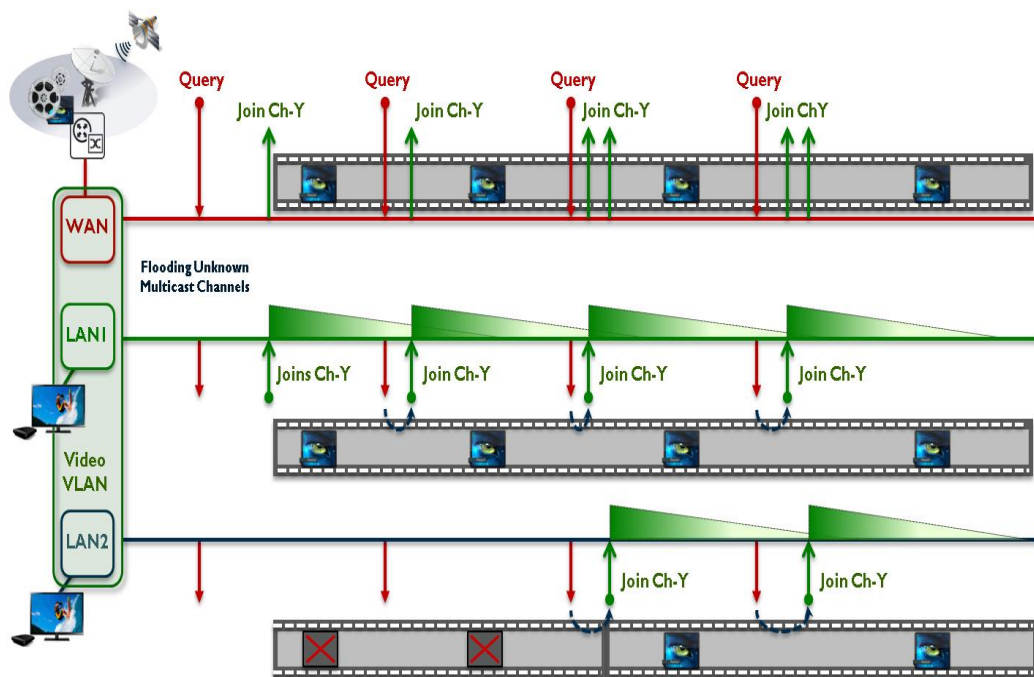 Query
Query
Query
Query
Join Ch-Y
Join Ch-Y
Join Ch-Y
Join ChY
WAN
Flooding Unknown
Multicast Channels
LAN1
Joins Ch-Y
Join Ch-Y
Join Ch-Y
Join Ch-Y
Video
VLAN
LAN2
Join Ch-Y
Join Ch-Y